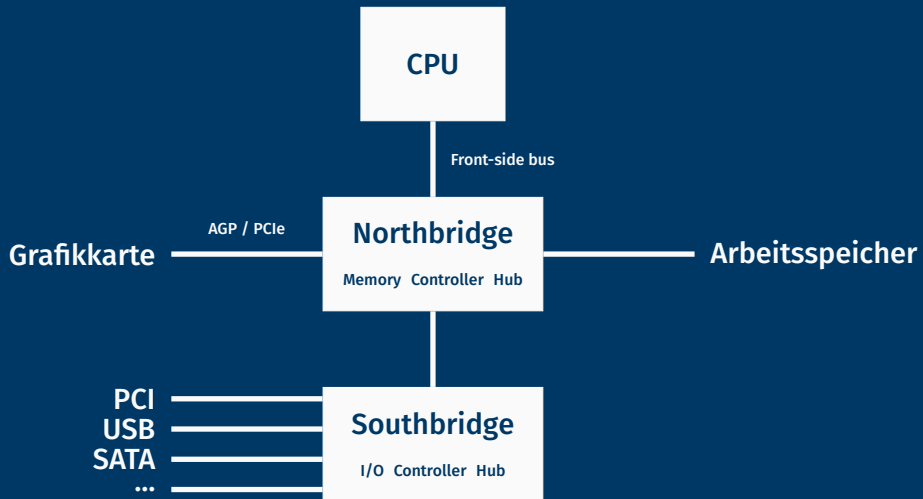 CPU
Front-side bus
AGP / PCIe
Grafikkarte
Northbridge
Memory Controller Hub
Arbeitsspeicher
PCI
USB
SATA
...
Southbridge
I/O Controller Hub